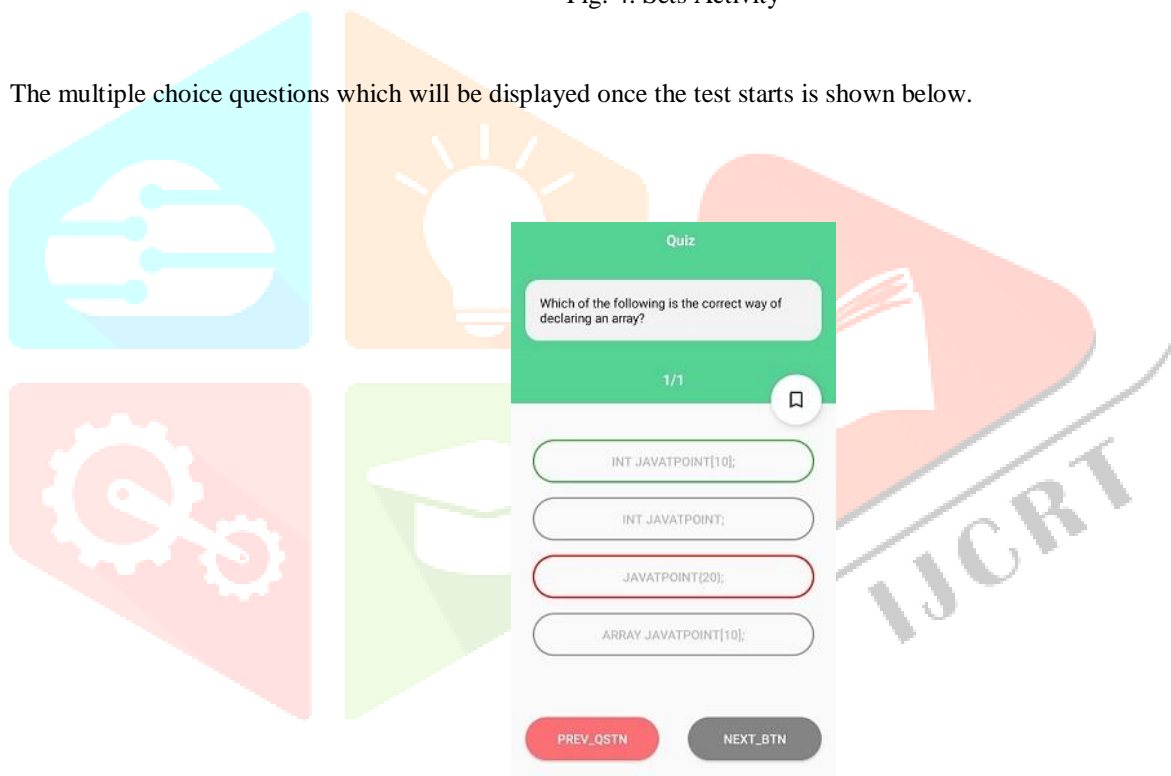 Fig. 4. Sets Activity
The multiple choice questions which will be displayed once the test starts is shown below.
Quiz
Which of the following is the correct way of
declaring an array?
1/1
INT JAVATPOINT[10];
INT JAVATPOINT;
JAVATPOINT(20);
ARRAY JAVATPOINT[10];
PREV_QSTN
NEXT_BTN
IJCRT